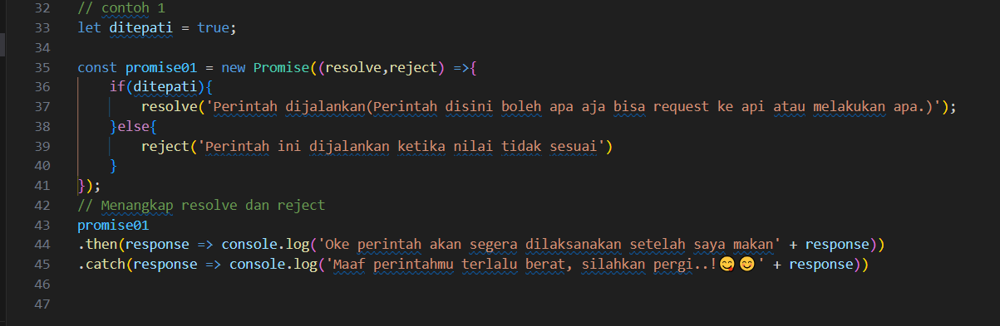 32 // contoh 1
33 let ditepati = true;
34
35 const promise01 = new Promise((resolve,reject) =>{
36 if(ditepati){
37 resolve('Perintah dijalankan(Perintah disini boleh apa aja bisa request ke api atau melakukan apa.)');
38 }else{
39 reject('Perintah ini dijalankan ketika nilai tidak sesuai')
40 }
41 });
42 // Menangkap resolve dan reject
43 promise01
44 .then(response => console.log('Oke perintah akan segera dilaksanakan setelah saya makan' + response))
45 .catch(response => console.log('Maaf perintahmu terlalu berat, silahkan pergi..!😋😊' + response))
46
47